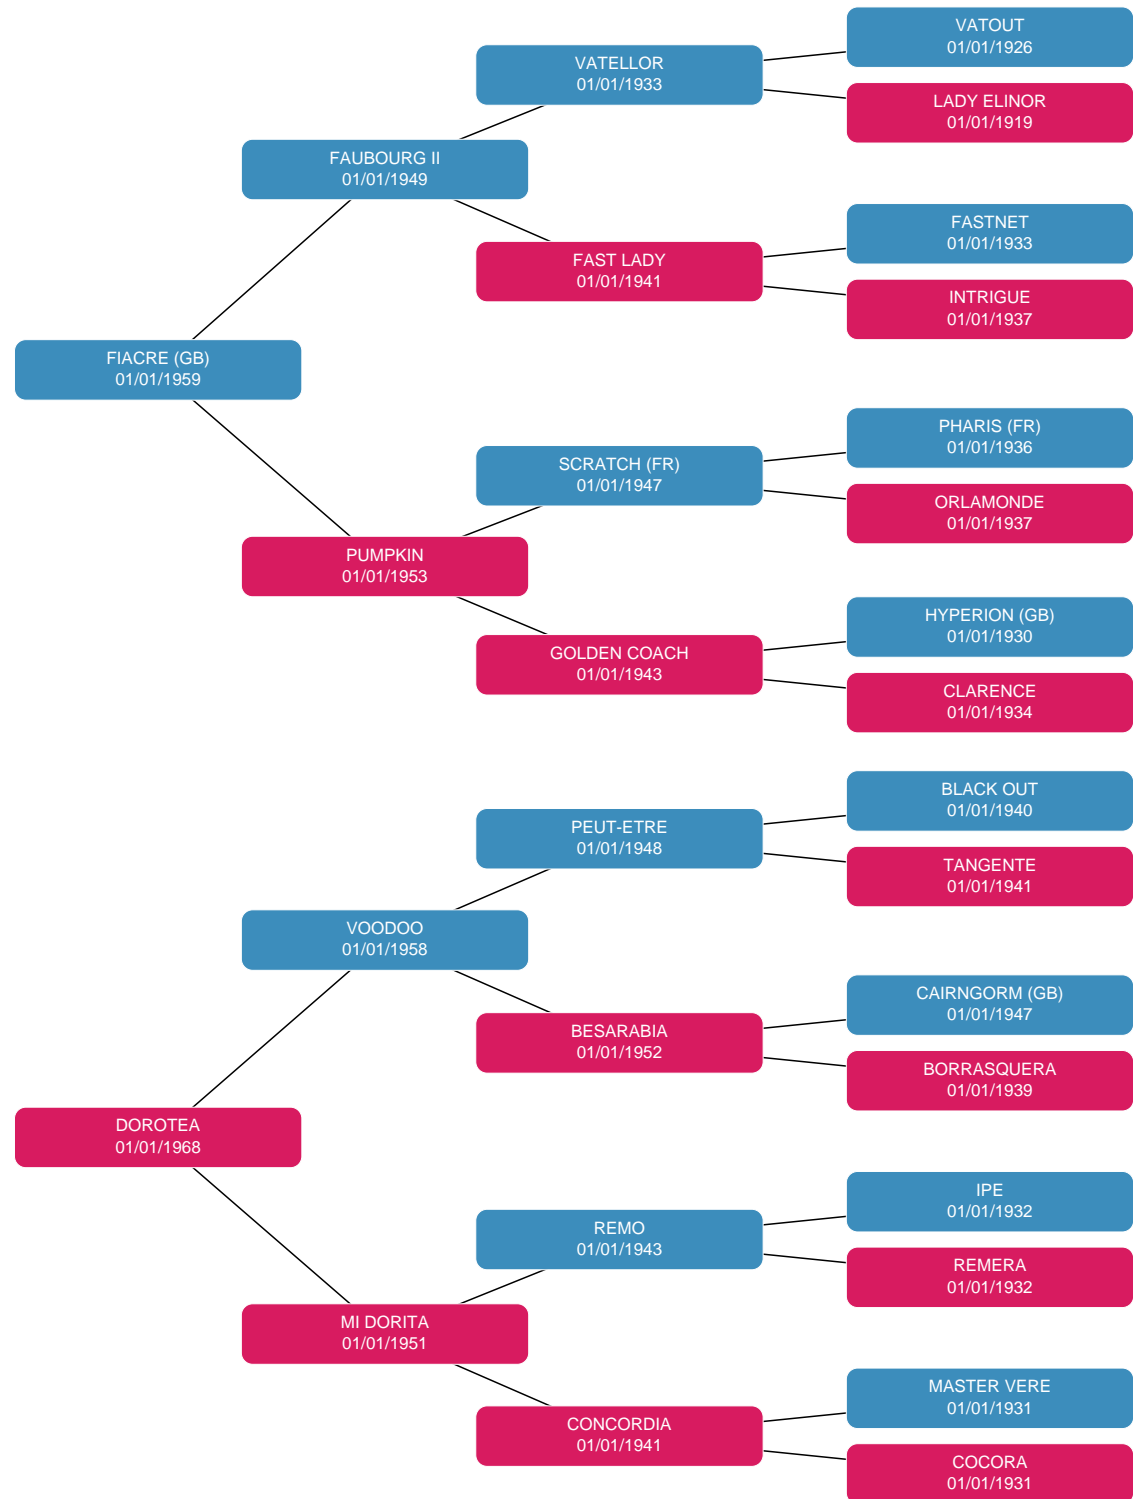 VATOUT
01/01/1926
VATELLOR
01/01/1933
LADY ELINOR
01/01/1919
FAUBOURG II
01/01/1949
FASTNET
01/01/1933
FAST LADY
01/01/1941
INTRIGUE
01/01/1937
FIACRE (GB)
01/01/1959
PHARIS (FR)
01/01/1936
SCRATCH (FR)
01/01/1947
ORLAMONDE
01/01/1937
PUMPKIN
01/01/1953
HYPERION (GB)
01/01/1930
GOLDEN COACH
01/01/1943
CLARENCE
01/01/1934
BLACK OUT
01/01/1940
PEUT-ETRE
01/01/1948
TANGENTE
01/01/1941
VOODOO
01/01/1958
CAIRNGORM (GB)
01/01/1947
BESARABIA
01/01/1952
BORRASQUERA
01/01/1939
DOROTEA
01/01/1968
IPE
01/01/1932
REMO
01/01/1943
REMERA
01/01/1932
MI DORITA
01/01/1951
MASTER VERE
01/01/1931
CONCORDIA
01/01/1941
COCORA
01/01/1931